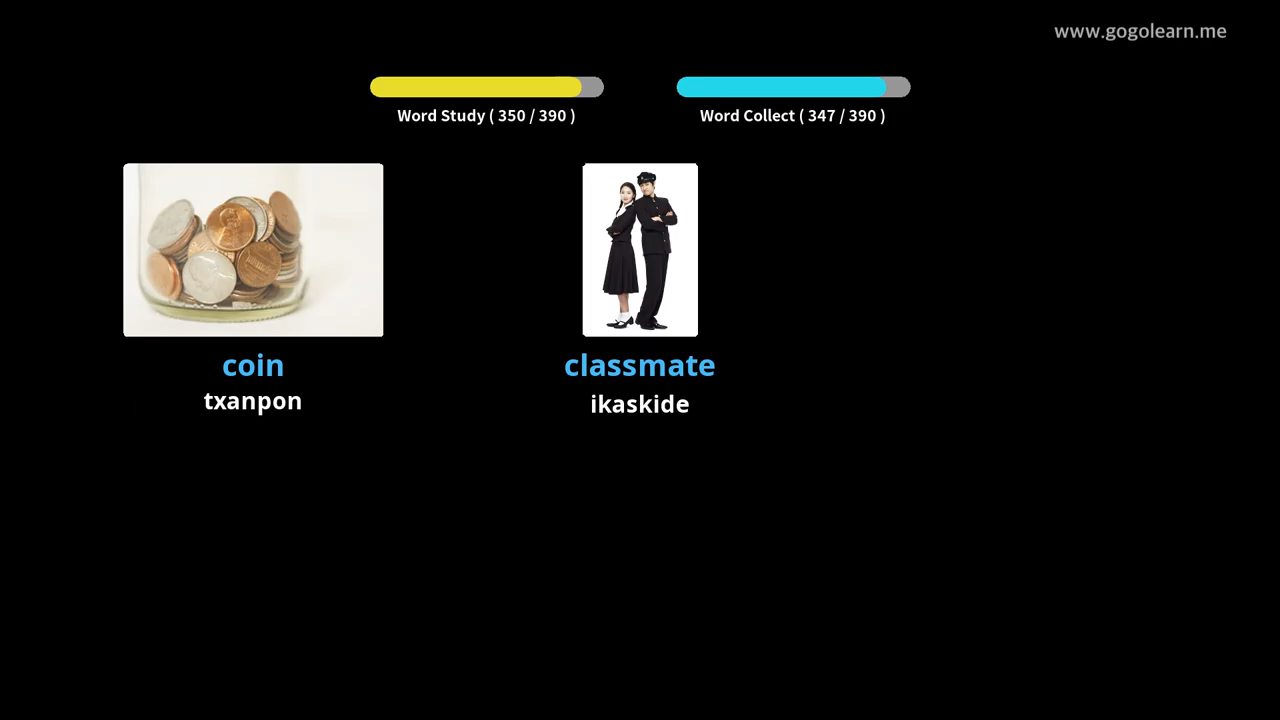 www.gogolearn.me
Word Study ( 350 / 390 )
Word Collect ( 347 / 390 )
coin
txanpon
classmate
ikaskide